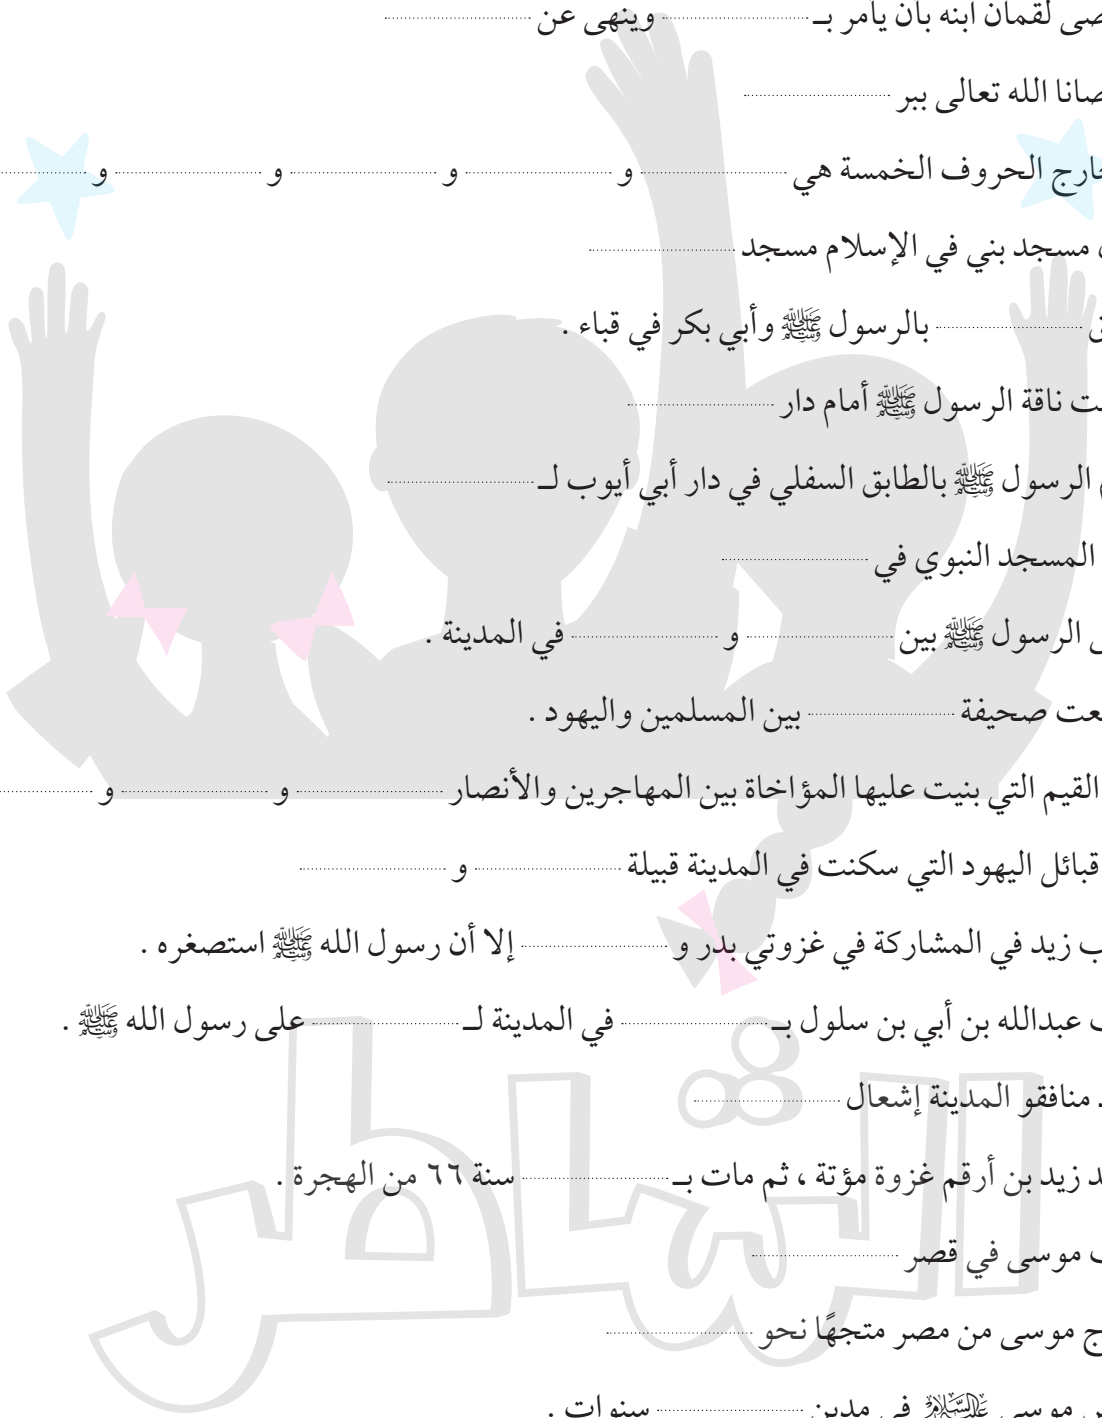 صى لقمان ابنه بأن يأمر بـ ............ وينهى عن ............
صانا الله تعالى ببر ............
ارج الحروف الخمسة هي ............ و ............ و ............ و ............ و ............
مسجد بني في الإسلام مسجد ............
............ بالرسول ﷺ وأبي بكر في قباء .
ت ناقة الرسول ﷺ أمام دار ............
الرسول ﷺ بالطابق السفلي في دار أبي أيوب لـ ............
المسجد النبوي في ............
الرسول ﷺ بين ............ و ............ في المدينة .
عت صحيفة ............ بين المسلمين واليهود .
القيم التي بنيت عليها المؤاخاة بين المهاجرين والأنصار ............ و ............ و ............
قبائل اليهود التي سكنت في المدينة قبيلة ............ و ............
ب زيد في المشاركة في غزوتي بدر و ............ إلا أن رسول الله ﷺ استصغره .
عبدالله بن أبي بن سلول بـ ............ في المدينة لـ ............ على رسول الله ﷺ .
منافقو المدينة إشعال ............
د زيد بن أرقم غزوة مؤتة ، ثم مات بـ ............ سنة ٦٦ من الهجرة .
موسى في قصر ............
ج موسى من مصر متجهًا نحو ............
موسى عليه السلام في مدين ............ سنوات .
الشاطر